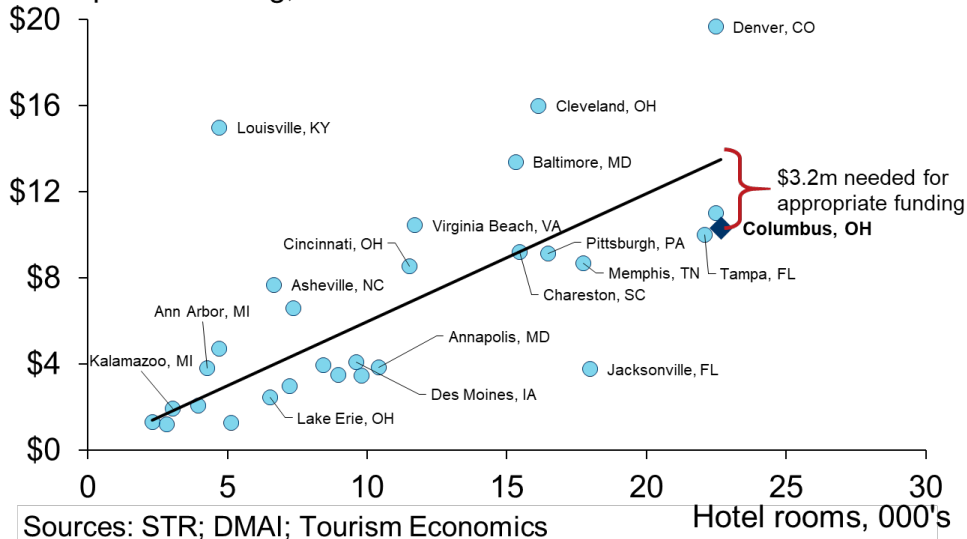 $20
$16
$12
$8
$4
$0
0 5 10 15 20 25 30
Denver, CO
Cleveland, OH
Louisville, KY
Baltimore, MD
$3.2m needed for
appropriate funding
Virginia Beach, VA
Columbus, OH
Cincinnati, OH
Pittsburgh, PA
Asheville, NC
Memphis, TN
Tampa, FL
Chareston, SC
Ann Arbor, MI
Annapolis, MD
Kalamazoo, MI
Jacksonville, FL
Des Moines, IA
Lake Erie, OH
Hotel rooms, 000's
Sources: STR; DMAI; Tourism Economics